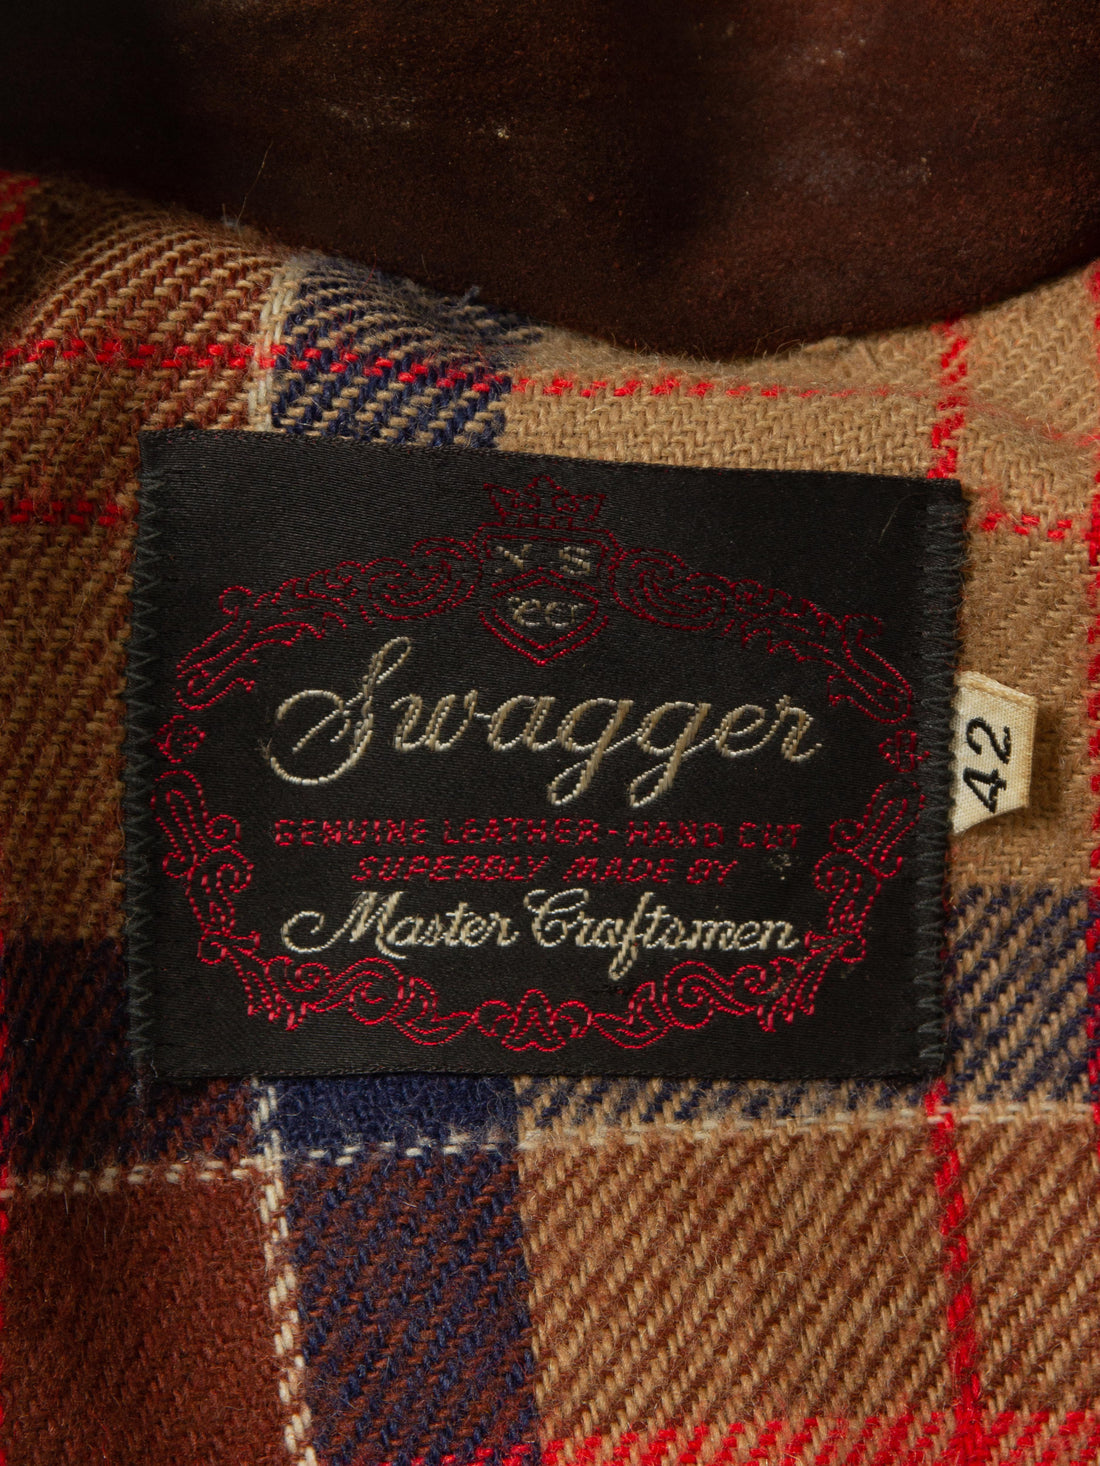 Swagger
GENUINE LEATHER-HAND CUT
SUPERBLY MADE BY
Master Craftsmen
42